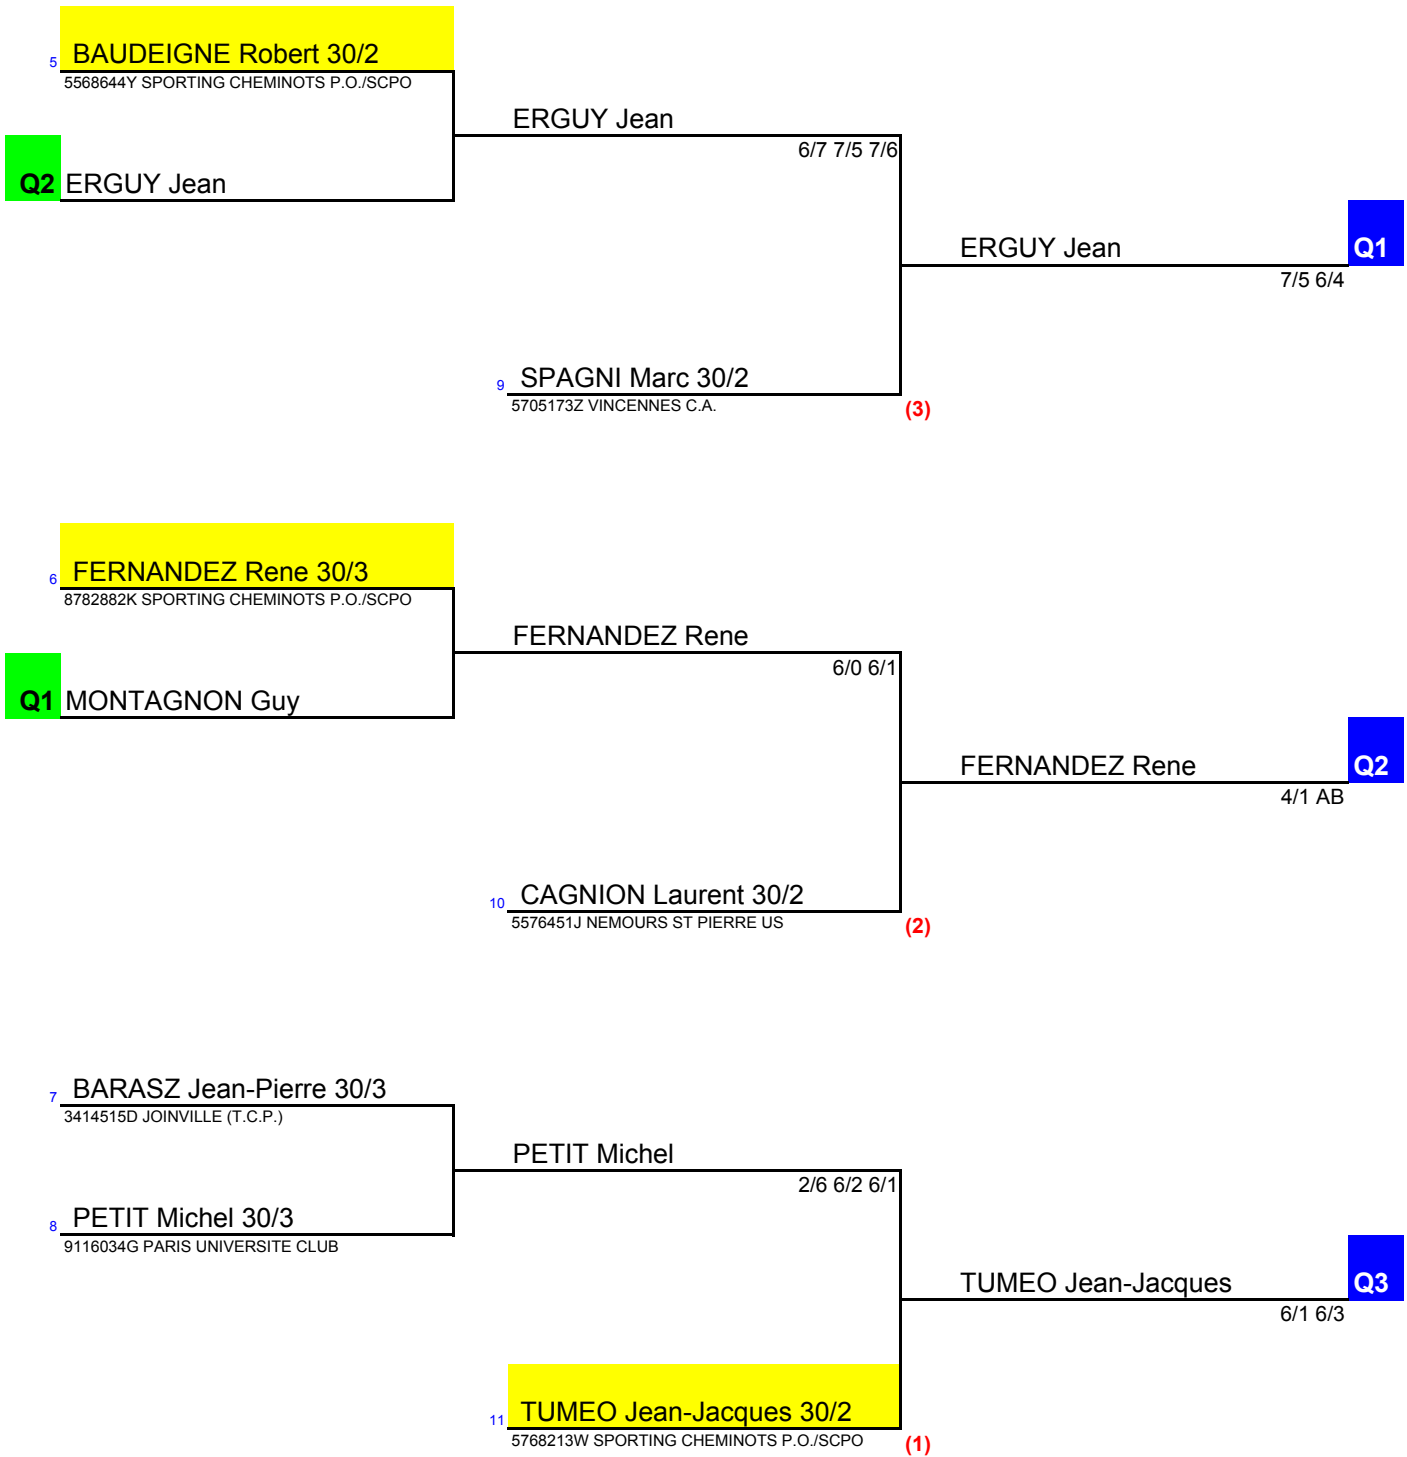 5 BAUDEIGNE Robert 30/2
5568644Y SPORTING CHEMINOTS P.O./SCPO
ERGUY Jean
6/7 7/5 7/6
Q2 ERGUY Jean
ERGUY Jean Q1
7/5 6/4
9 SPAGNI Marc 30/2
5705173Z VINCENNES C.A. (3)
6 FERNANDEZ Rene 30/3
8782882K SPORTING CHEMINOTS P.O./SCPO
FERNANDEZ Rene
6/0 6/1
Q1 MONTAGNON Guy
FERNANDEZ Rene Q2
4/1 AB
10 CAGNION Laurent 30/2
5576451J NEMOURS ST PIERRE US (2)
7 BARASZ Jean-Pierre 30/3
3414515D JOINVILLE (T.C.P.)
PETIT Michel
2/6 6/2 6/1
8 PETIT Michel 30/3
9116034G PARIS UNIVERSITE CLUB
TUMEO Jean-Jacques Q3
6/1 6/3
11 TUMEO Jean-Jacques 30/2
5768213W SPORTING CHEMINOTS P.O./SCPO (1)